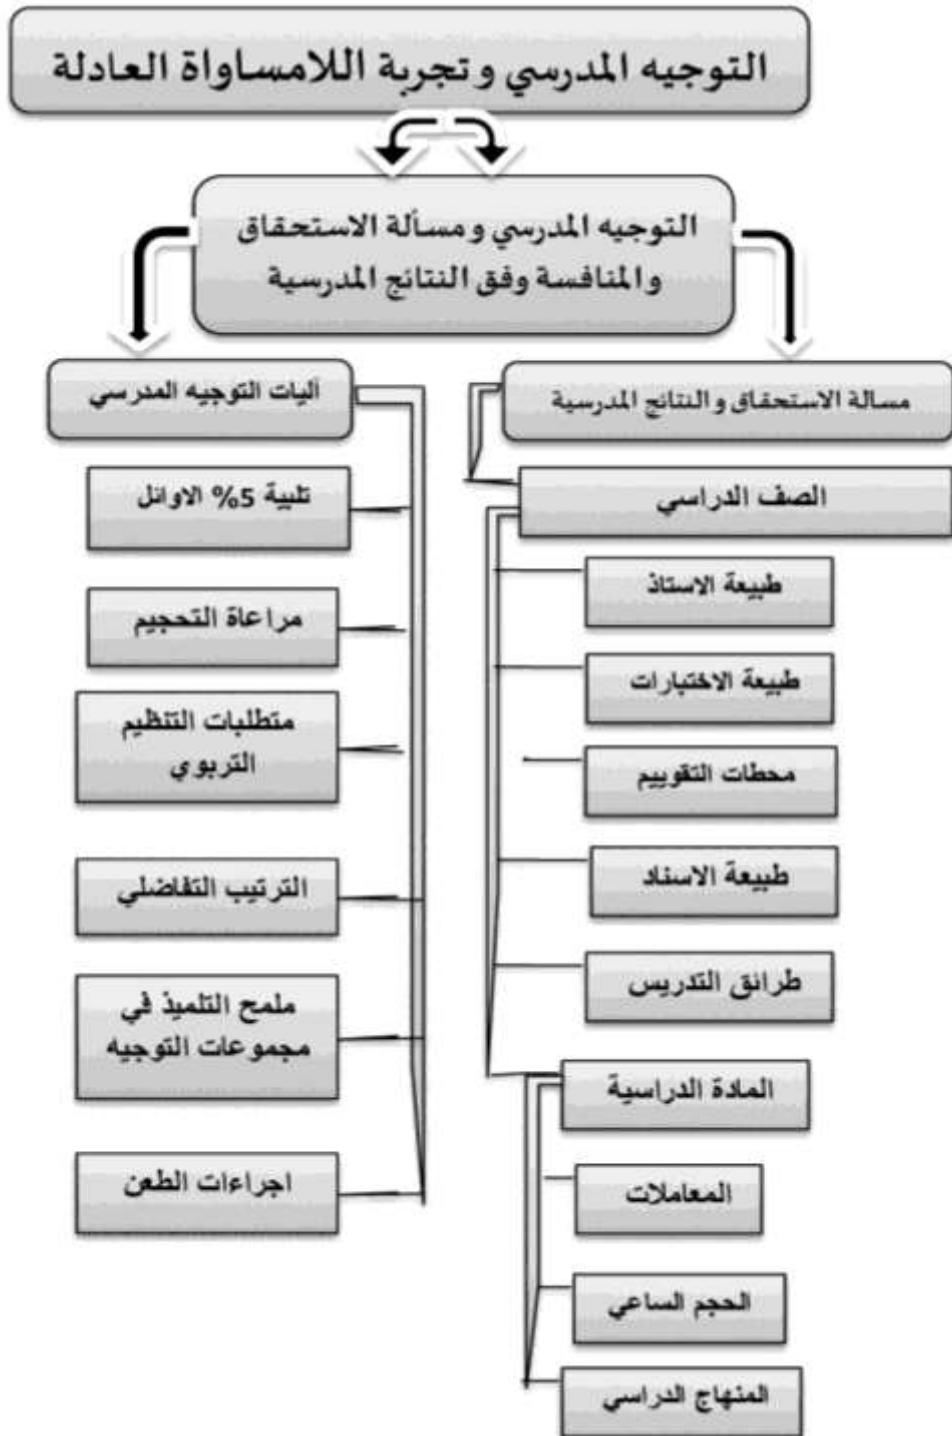 التوجيه المدرسي وتجربة اللامساواة العادلة
التوجيه المدرسي ومسألة الاستحقاق
والمنافسة وفق النتائج المدرسية
مسالة الاستحقاق والنتائج المدرسية
الصف الدراسي
طبيعة الاستاذ
طبيعة الاختبارات
محطات التقوييم
طبيعة الاسناد
طرائق التدريس
المادة الدراسية
المعاملات
الحجم الساعي
المنهاج الدراسي
أليات التوجيه المدرسي
تلبية 5% الاوائل
مراعاة التحجيم
متطلبات التنظيم
التربوي
الترتيب التفاضلي
ملمح التلميذ في
مجموعات التوجيه
اجراءات الطعن